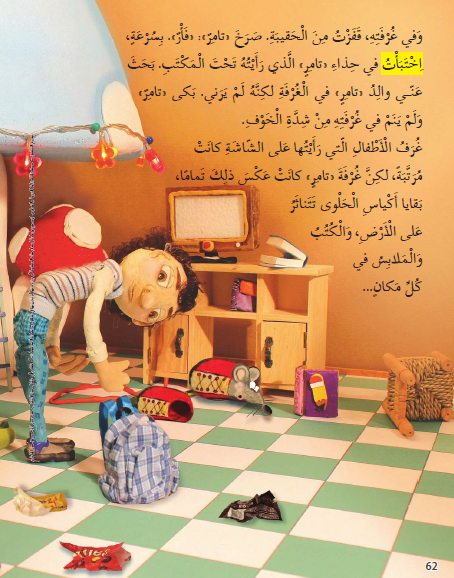 وَفي غُرْفَتِهِ، قَفَزْتُ مِنَ الْحَقيبَةِ. صَرَخَ «تامِرٌ»: «فَأْرٌ». بِسُرْعَةٍ،
اِخْتَبَأْتُ في حِذاءِ «تامِرٍ» الَّذي رَأَيْتُهُ تَحْتَ الْمَكْتَبِ. بَحَثَ
عَنّي والِدُ «تامِرٍ» في الْغُرْفَةِ لكِنَّهُ لَمْ يَرَني. بَكى «تامِرٌ»
وَلَمْ يَنَمْ في غُرْفَتِهِ مِنْ شِدَّةِ الْخَوْفِ.
غُرَفُ الْأَطْفالِ الَّتي رَأَيْتُها عَلى الشّاشَةِ كانَتْ
مُرَتَّبَةً، لكِنَّ غُرْفَةَ «تامِرٍ» كانَتْ عَكْسَ ذلِكَ تَمامًا،
بَقايا أَكْياسِ الْحَلْوى تَتَناثَرُ
عَلى الْأَرْضِ، وَالْكُتُبُ
وَالْمَلابِسُ في
كُلِّ مَكانٍ...
62